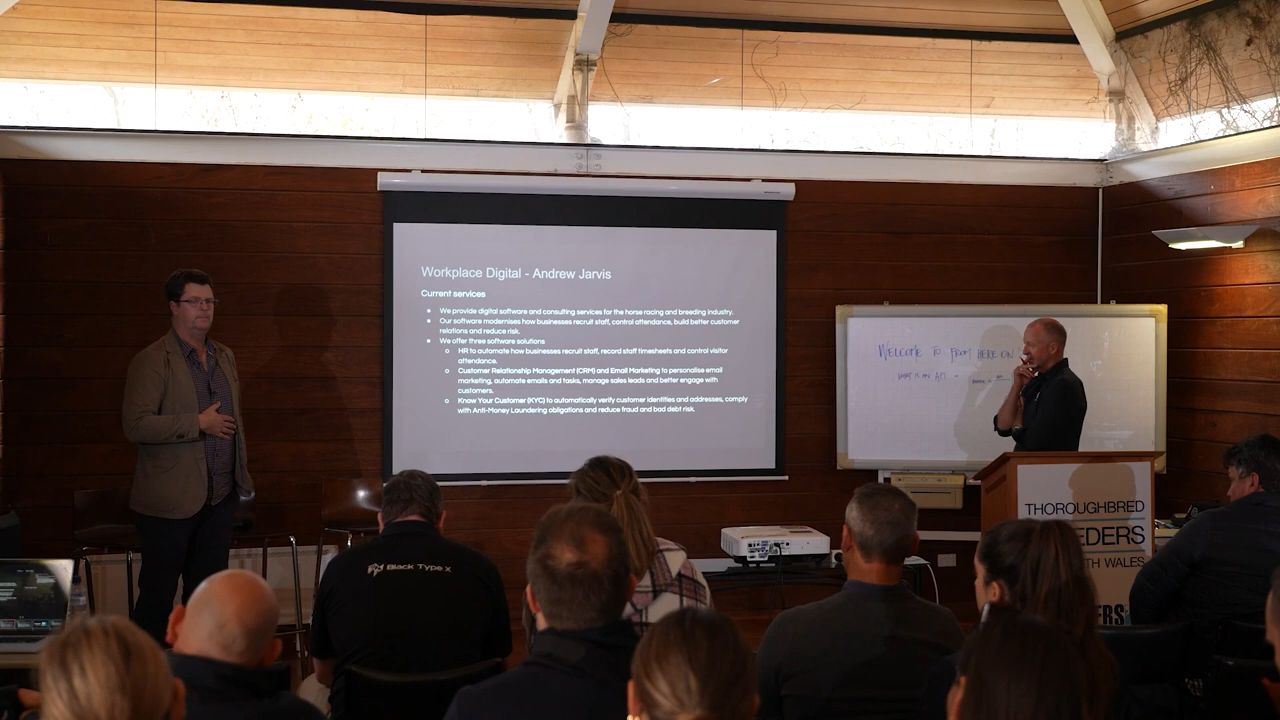 Workplace Digital - Andrew Jarvis
Current services
● We provide digital software and consulting services for the horse racing and breeding industry.
● Our software modernises how businesses recruit staff, control attendance, build better customer
relations and reduce risk.
● We offer three software solutions
○ HR to automate how businesses recruit staff, record staff timesheets and control visitor
attendance.
○ Customer Relationship Management (CRM) and Email Marketing to personalise email
marketing, automate emails and tasks, manage sales leads and better engage with
customers.
○ Know Your Customer (KYC) to automatically verify customer identities and addresses, comply
with Anti-Money Laundering obligations and reduce fraud and bad debt risk.
WELCOME TO FROM HERE ON
WHAT IS AN API
THOROUGHBRED
EDERS
TH WALES
ERS
Black Type X